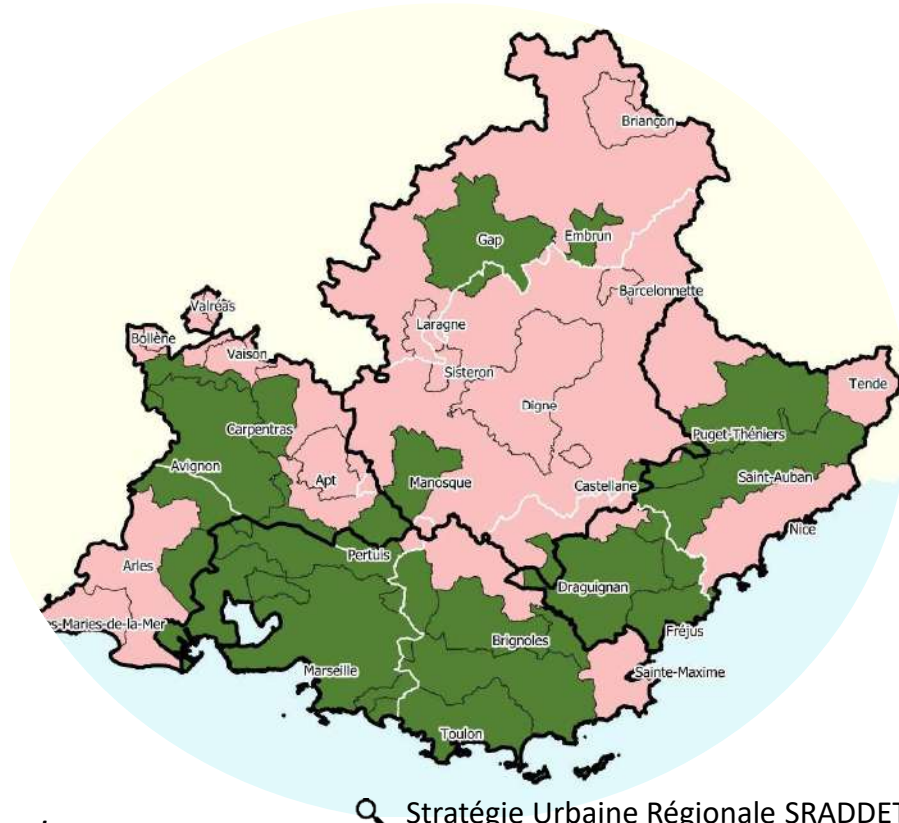 Briançon
Gap
Embrun
Barcelonnette
Valréas
Laragne
Bollène
Vaison
Sisteron
Tende
Digne
Carpentras
Puget-Théniers
Avignon
Apt
Manosque
Castellane
Saint-Auban
Nice
Pertuis
Arles
Draguignan
es-Maries-de-la-Mer
Fréjus
Brignoles
Marseille
Sainte-Maxime
Toulon
Stratégie Urbaine Régionale SRADDET